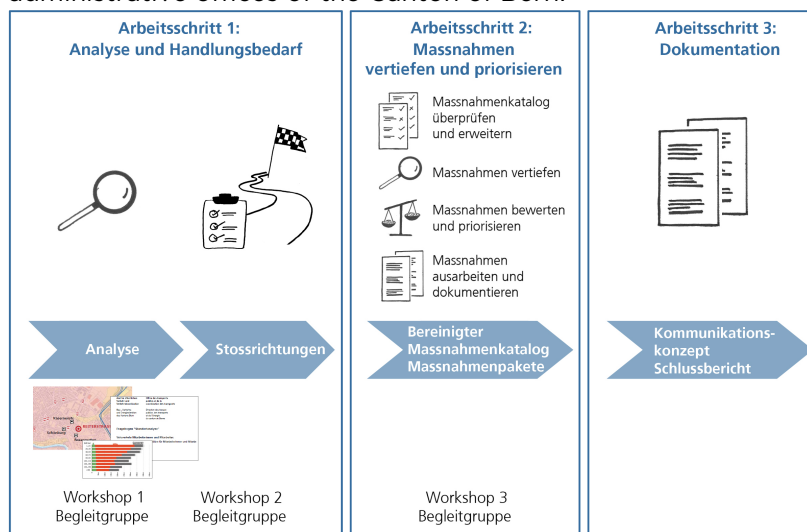 administrative offices of the Canton of Bern.
Arbeitsschritt 1:
Analyse und Handlungsbedarf
Analyse
Stossrichtungen
Workshop 1
Begleitgruppe
Workshop 2
Begleitgruppe
Arbeitsschritt 2:
Massnahmen
vertiefen und priorisieren
Massnahmenkatalog
überprüfen
und erweitern
Massnahmen vertiefen
Massnahmen bewerten
und priorisieren
Massnahmen
ausarbeiten und
dokumentieren
Bereinigter
Massnahmenkatalog
Massnahmenpakete
Workshop 3
Begleitgruppe
Arbeitsschritt 3:
Dokumentation
Kommunikations-
konzept
Schlussbericht